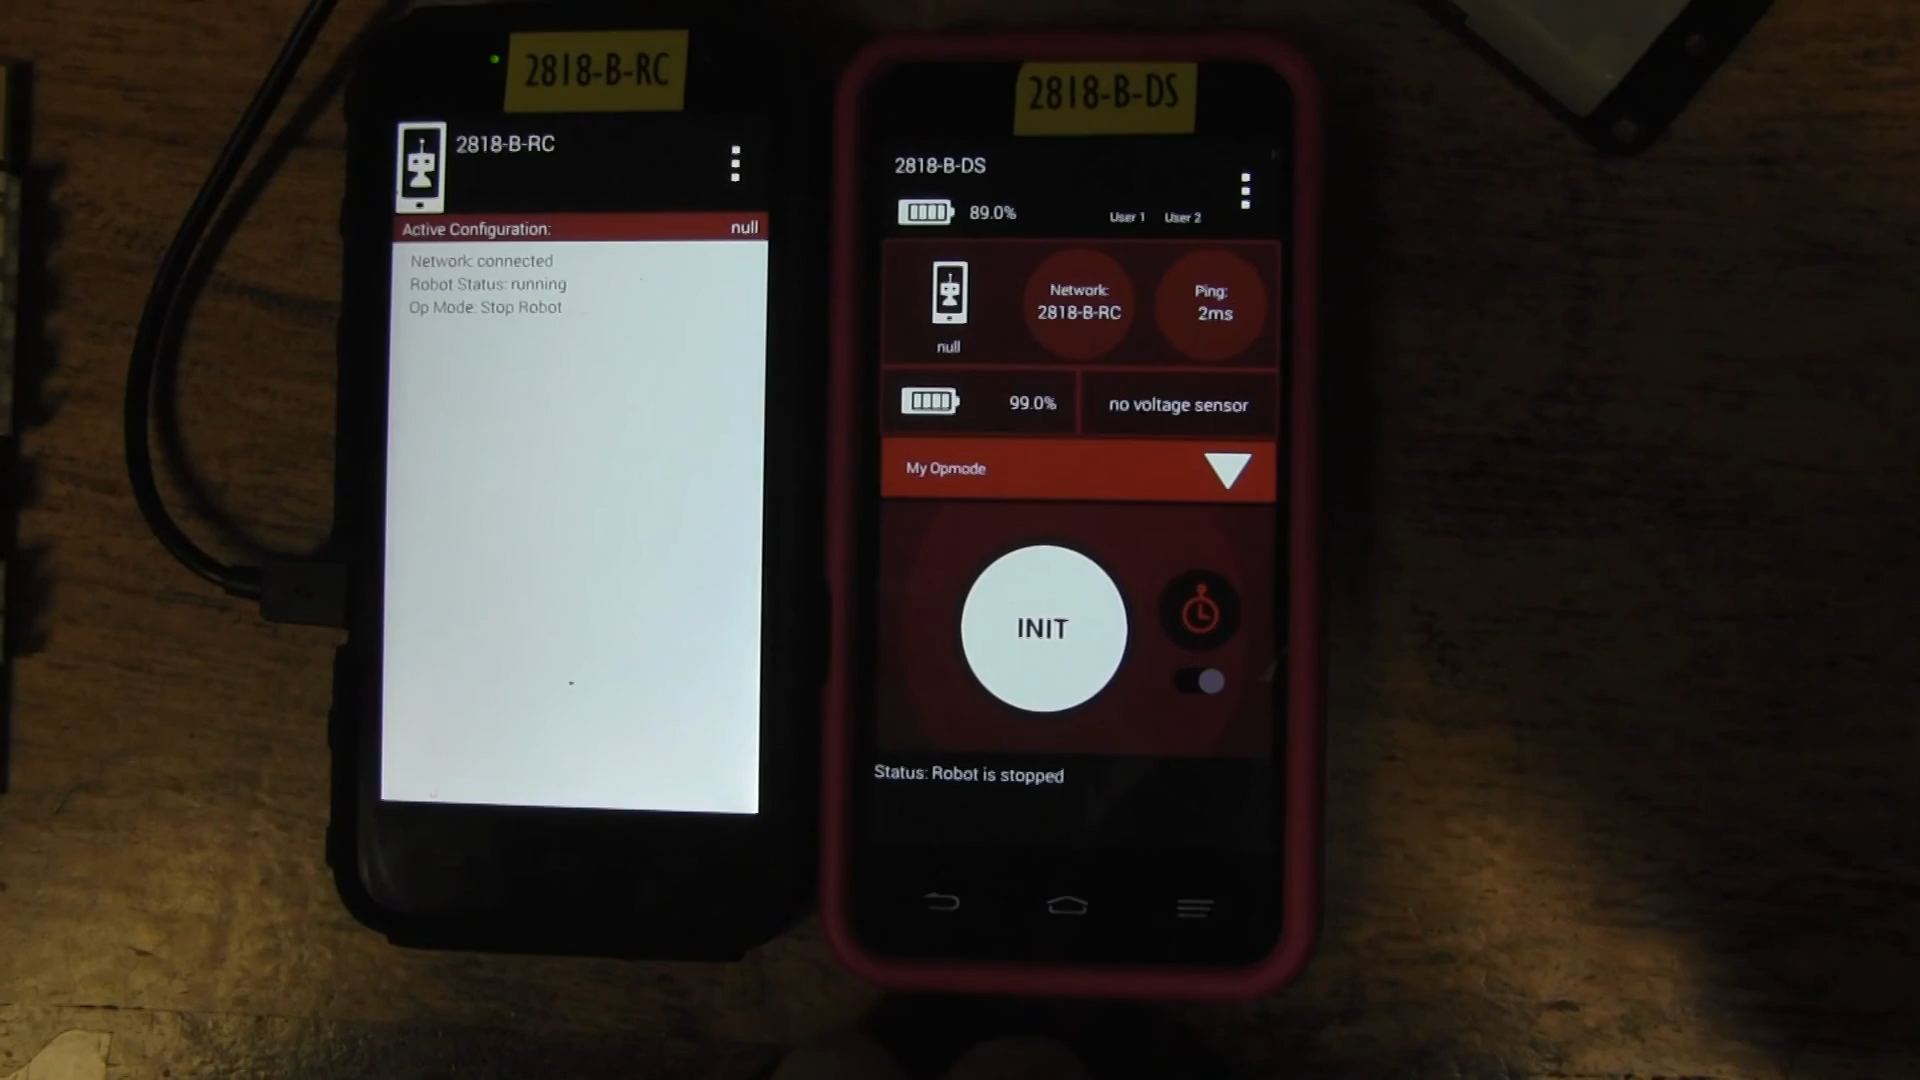 2818-B-RC
2818-B-RC
Active Configuration: null
Network: connected
Robot Status: running
Op Mode: Stop Robot
2818-B-DS
2818-B-DS
89.0% User 1 User 2
null
Network:
2818-B-RC
Ping:
2ms
99.0%
no voltage sensor
My Opmode
INIT
Status: Robot is stopped